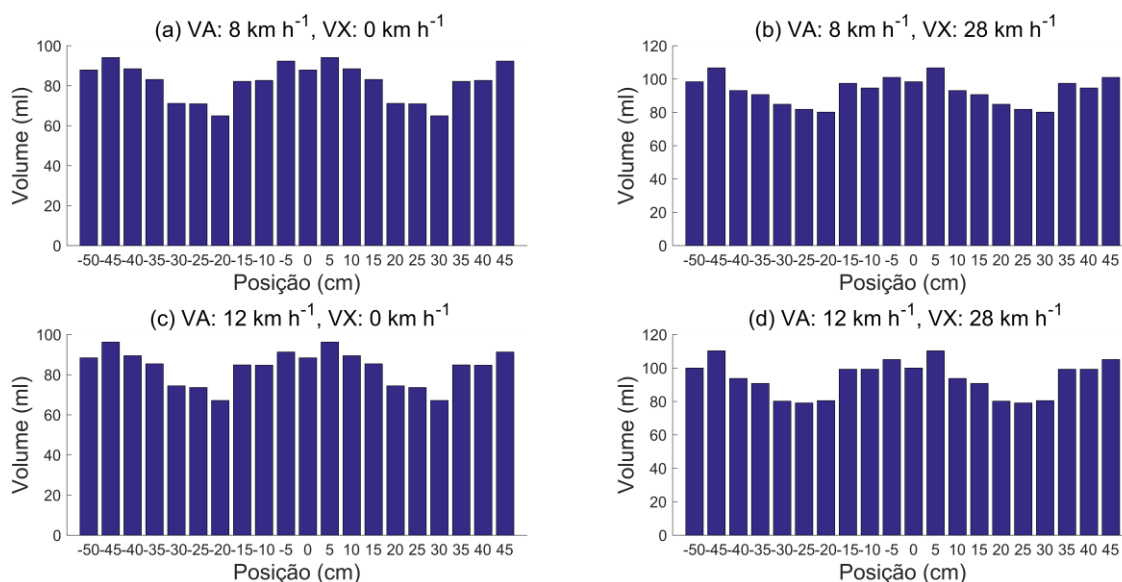 (a) VA: 8 km h⁻¹, VX: 0 km h⁻¹
Volume (ml)
100
80
60
40
20
0
-50 -45 -40 -35 -30 -25 -20 -15 -10 -5 0 5 10 15 20 25 30 35 40 45
Posição (cm)
(b) VA: 8 km h⁻¹, VX: 28 km h⁻¹
Volume (ml)
120
100
80
60
40
20
0
-50 -45 -40 -35 -30 -25 -20 -15 -10 -5 0 5 10 15 20 25 30 35 40 45
Posição (cm)
(c) VA: 12 km h⁻¹, VX: 0 km h⁻¹
Volume (ml)
100
80
60
40
20
0
-50 -45 -40 -35 -30 -25 -20 -15 -10 -5 0 5 10 15 20 25 30 35 40 45
Posição (cm)
(d) VA: 12 km h⁻¹, VX: 28 km h⁻¹
Volume (ml)
120
100
80
60
40
20
0
-50 -45 -40 -35 -30 -25 -20 -15 -10 -5 0 5 10 15 20 25 30 35 40 45
Posição (cm)